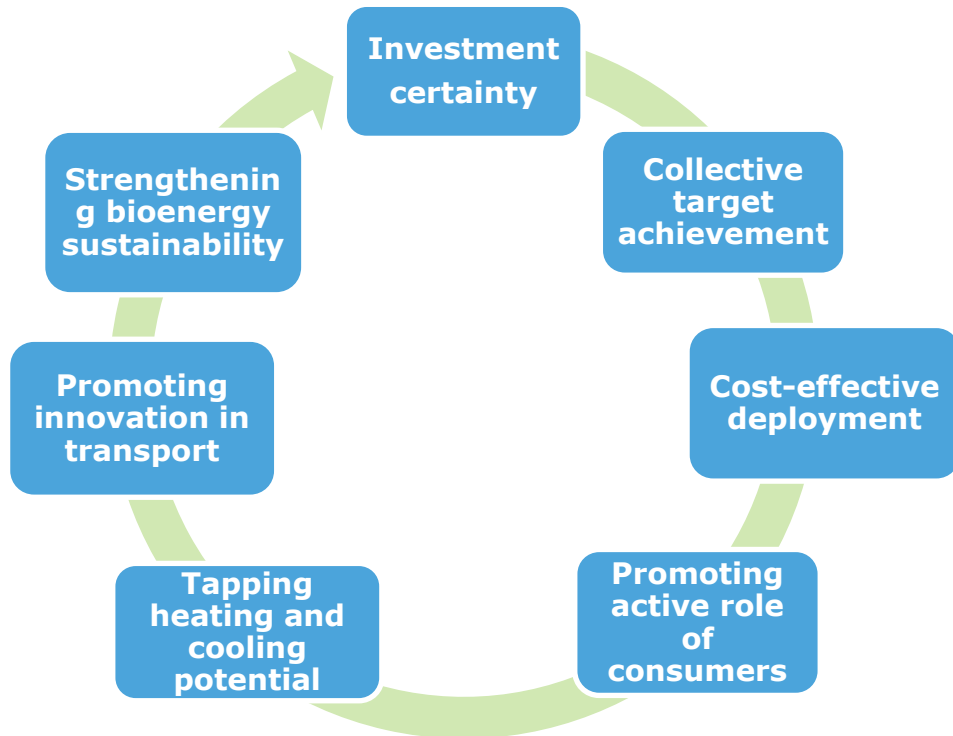 Investment
certainty
Collective
target
achievement
Cost-effective
deployment
Promoting
active role
of
consumers
Tapping
heating and
cooling
potential
Promoting
innovation in
transport
Strengthenin
g bioenergy
sustainability